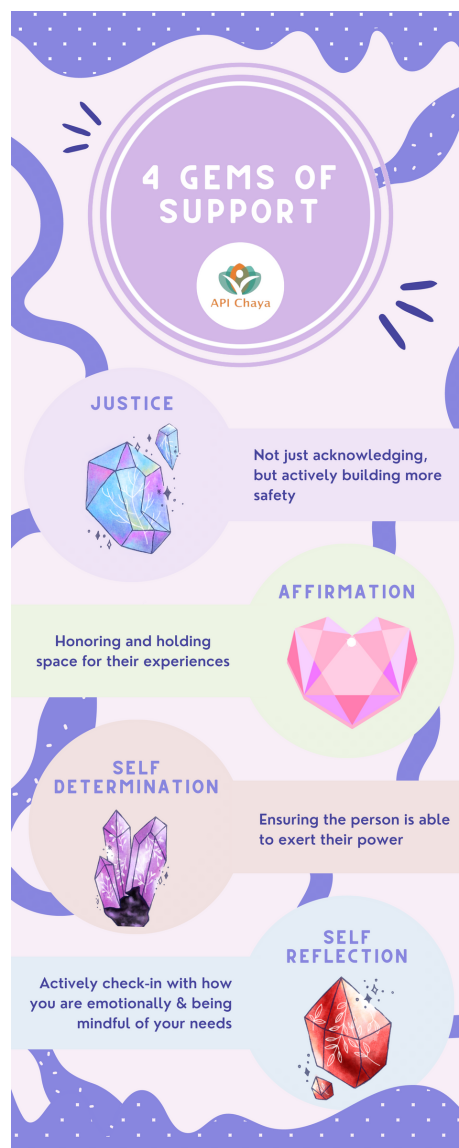 4 GEMS OF
SUPPORT
API Chaya
JUSTICE
Not just acknowledging,
but actively building more
safety
AFFIRMATION
Honoring and holding
space for their experiences
SELF
DETERMINATION
Ensuring the person is able
to exert their power
SELF
REFLECTION
Actively check-in with how
you are emotionally & being
mindful of your needs